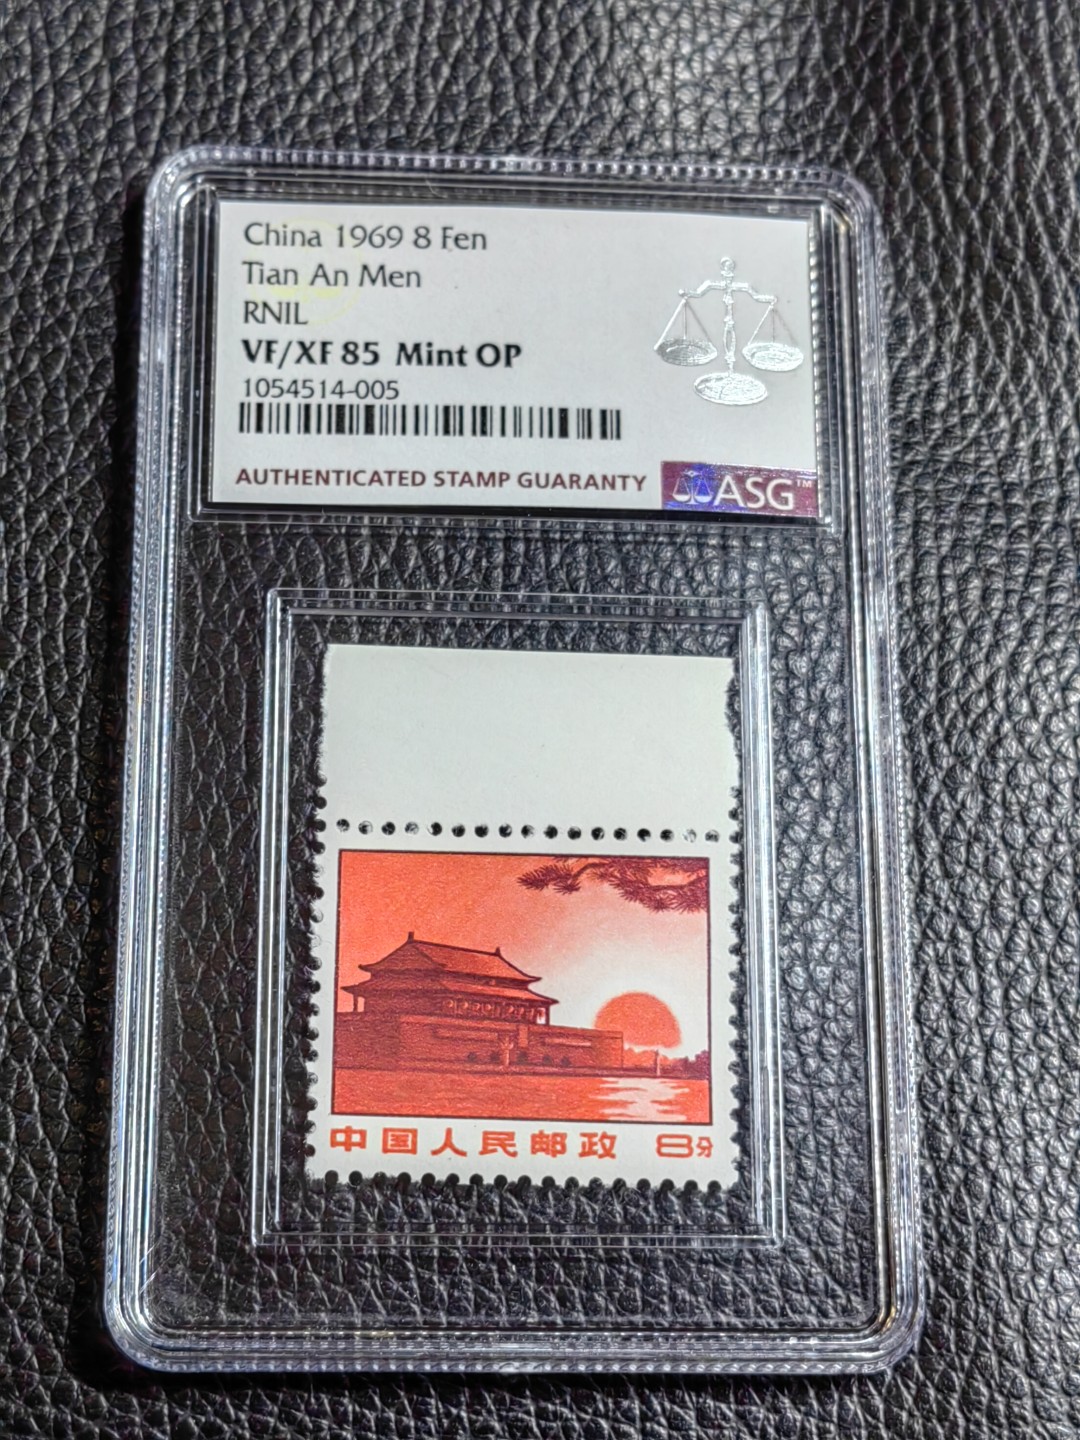 China 1969 8 Fen
Tian An Men
RNIL
VF/XF 85 Mint OP
1054514-005
AUTHENTICATED STAMP GUARANTY
ASG™
中国人民邮政 8分